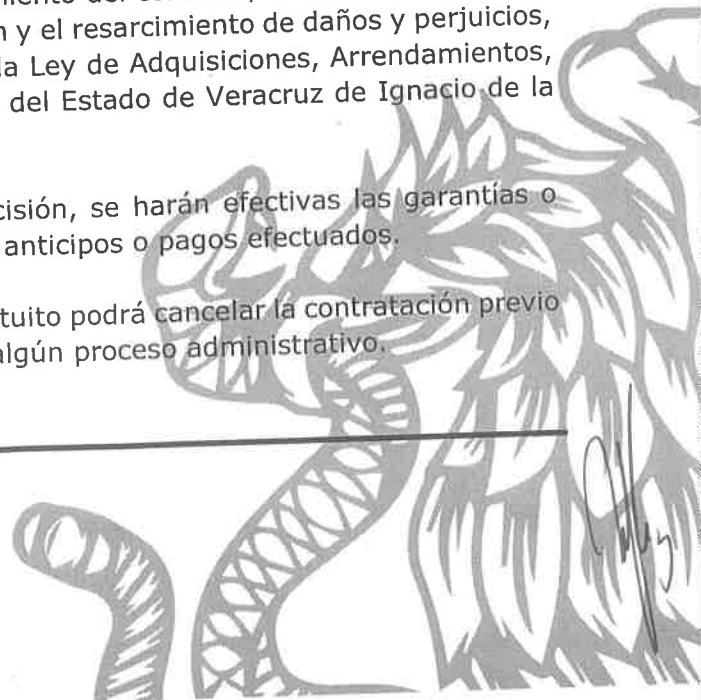 n y el resarcimiento de daños y perjuicios,
la Ley de Adquisiciones, Arrendamientos,
del Estado de Veracruz de Ignacio de la
cisión, se harán efectivas las garantías o
anticipos o pagos efectuados.
tuito podrá cancelar la contratación previo
algún proceso administrativo.